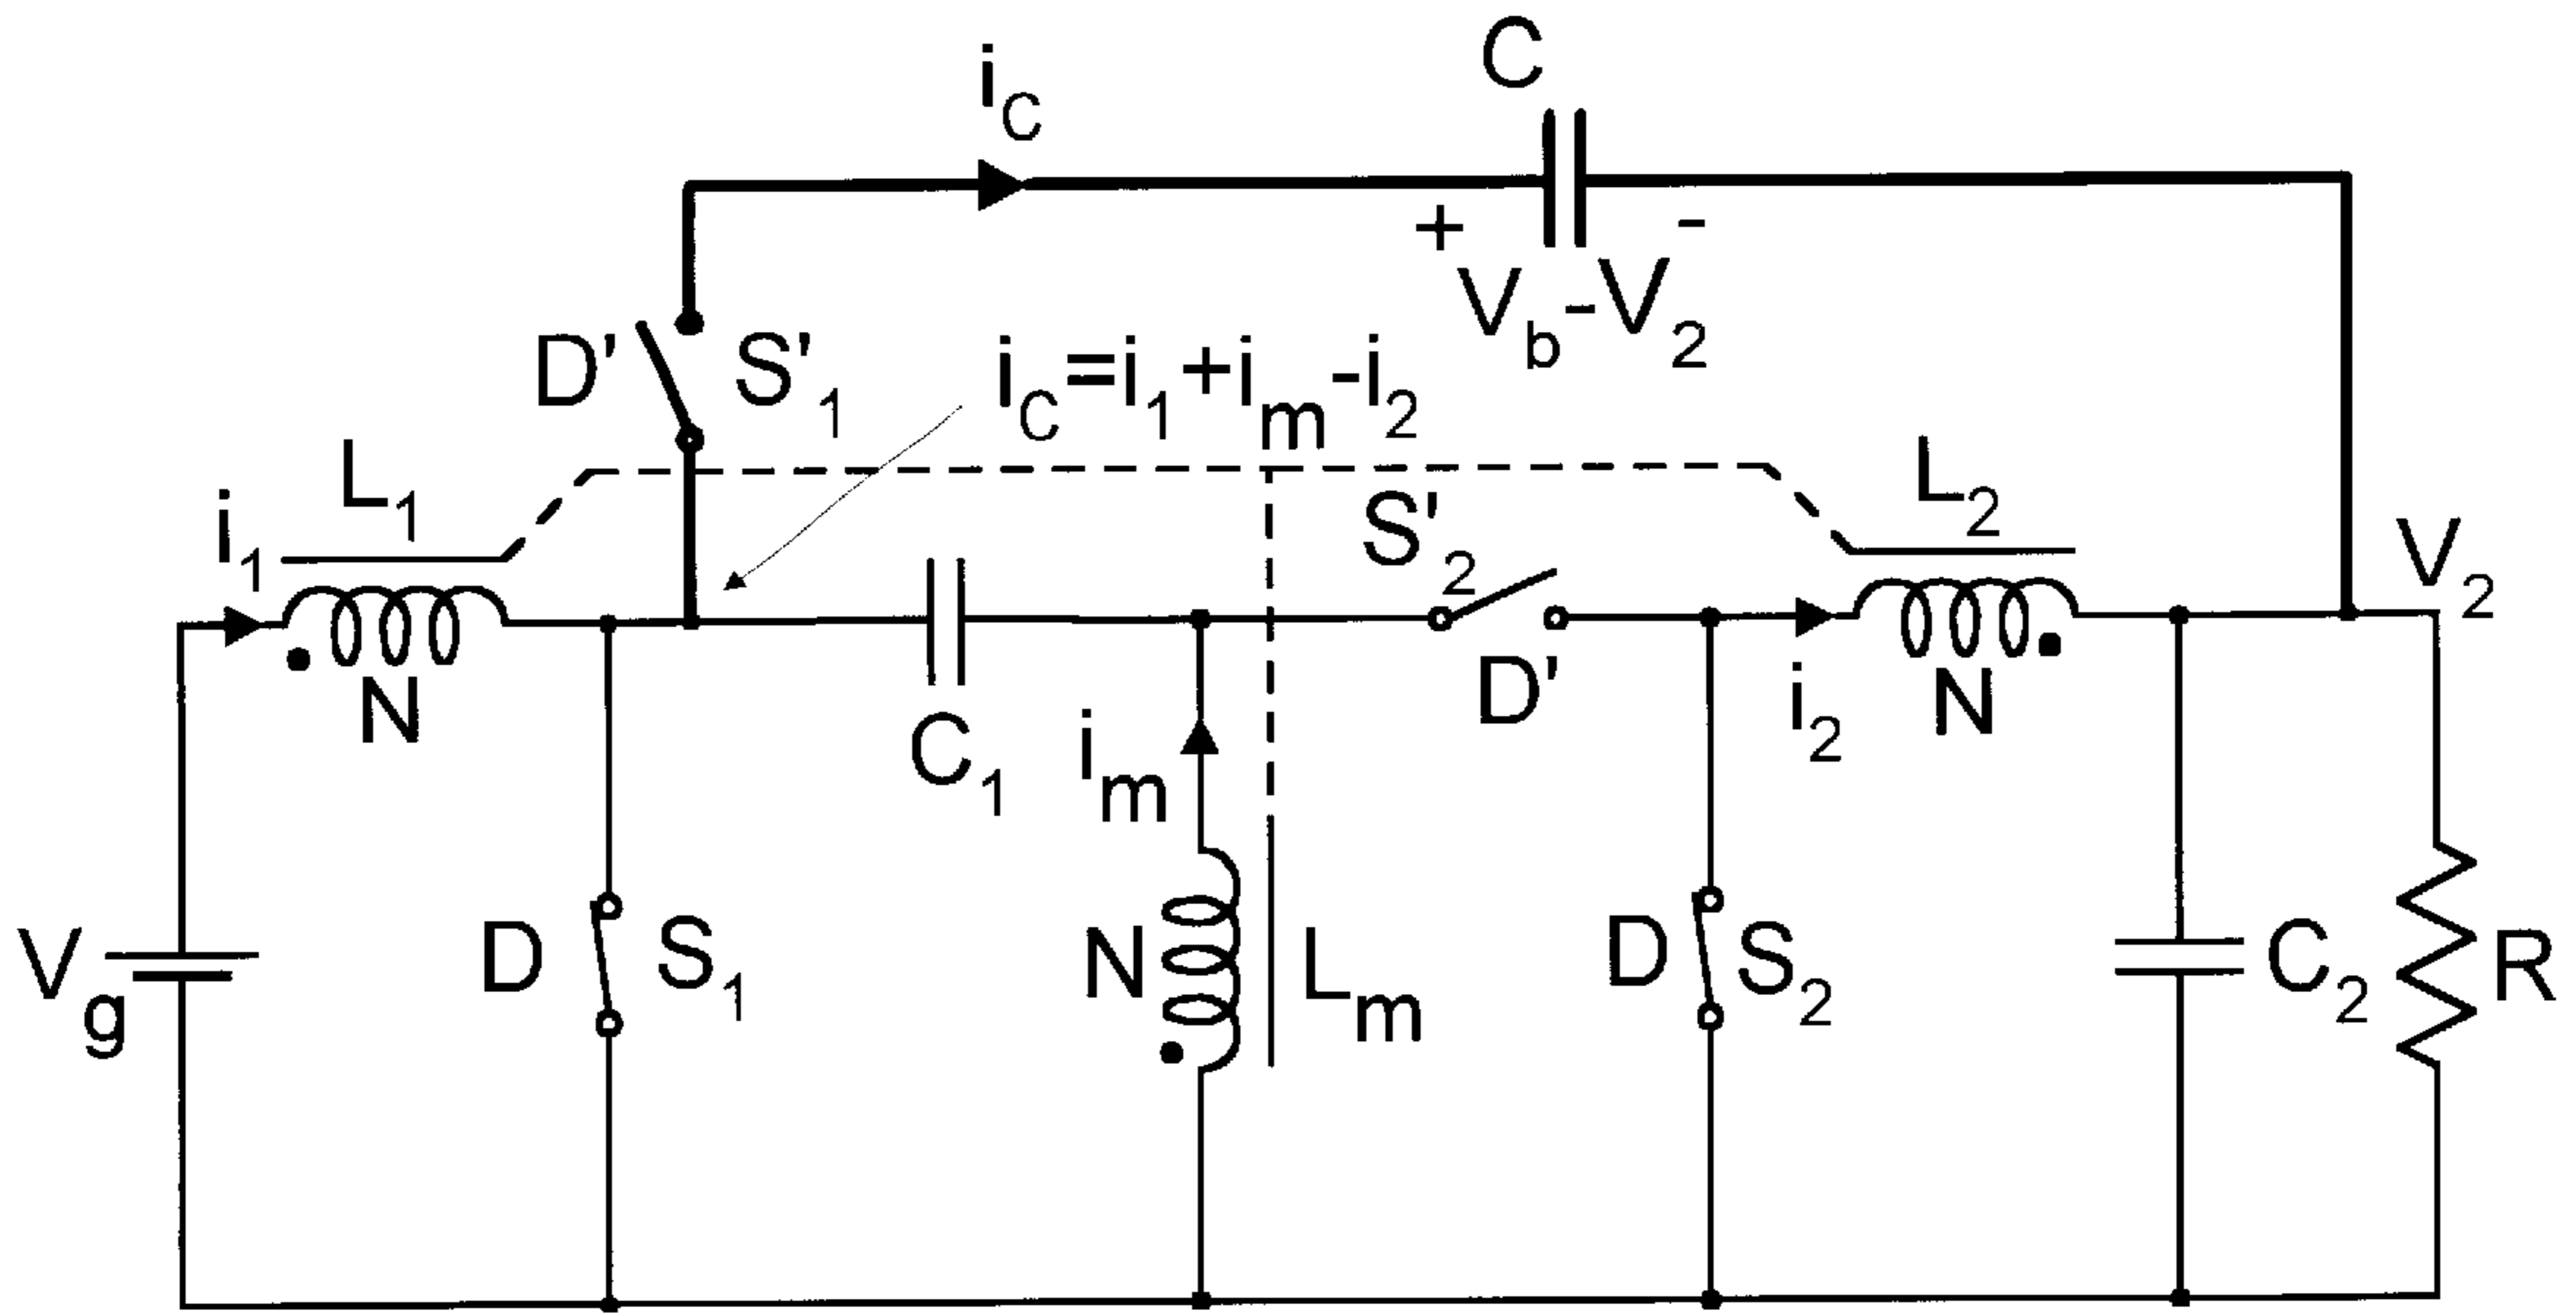 C
i_C
+ V_b-V_2 -
D' S'_1
i_C=i_1+i_m-i_2
L_1
i_1
N
C_1
i_m
S'_2
D'
L_2
i_2
N
V_2
V_g
D S_1
N L_m
D S_2
C_2
R